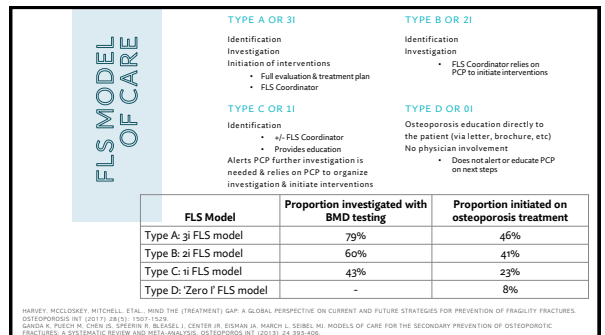 FLS MODEL
OF CARE
TYPE A OR 3I
Identification
Investigation
Initiation of interventions
• Full evaluation & treatment plan
• FLS Coordinator
TYPE B OR 2I
Identification
Investigation
• FLS Coordinator relies on
PCP to initiate interventions
TYPE C OR 1I
Identification
• +/- FLS Coordinator
• Provides education
Alerts PCP further investigation is
needed & relies on PCP to organize
investigation & initiate interventions
TYPE D OR 0I
Osteoporosis education directly to
the patient (via letter, brochure, etc)
No physician involvement
• Does not alert or educate PCP
on next steps
FLS Model Proportion investigated with BMD testing Proportion initiated on osteoporosis treatment
Type A: 3i FLS model 79% 46%
Type B: 2i FLS model 60% 41%
Type C: 1i FLS model 43% 23%
Type D: 'Zero I' FLS model - 8%
HARVEY, MCCLOSKEY, MITCHELL, ETAL., MIND THE (TREATMENT) GAP: A GLOBAL PERSPECTIVE ON CURRENT AND FUTURE STRATEGIES FOR PREVENTION OF FRAGILITY FRACTURES.
OSTEOPOROSIS INT (2017) 28(5): 1507-1529.
GANDA K, PUECH M, CHEN JS, SPEERIN R, BLEASEL J, CENTER JR, EISMAN JA, MARCH L, SEIBEL MJ. MODELS OF CARE FOR THE SECONDARY PREVENTION OF OSTEOPOROTIC
FRACTURES: A SYSTEMATIC REVIEW AND META-ANALYSIS. OSTEOPOROS INT (2013) 24 393-406.